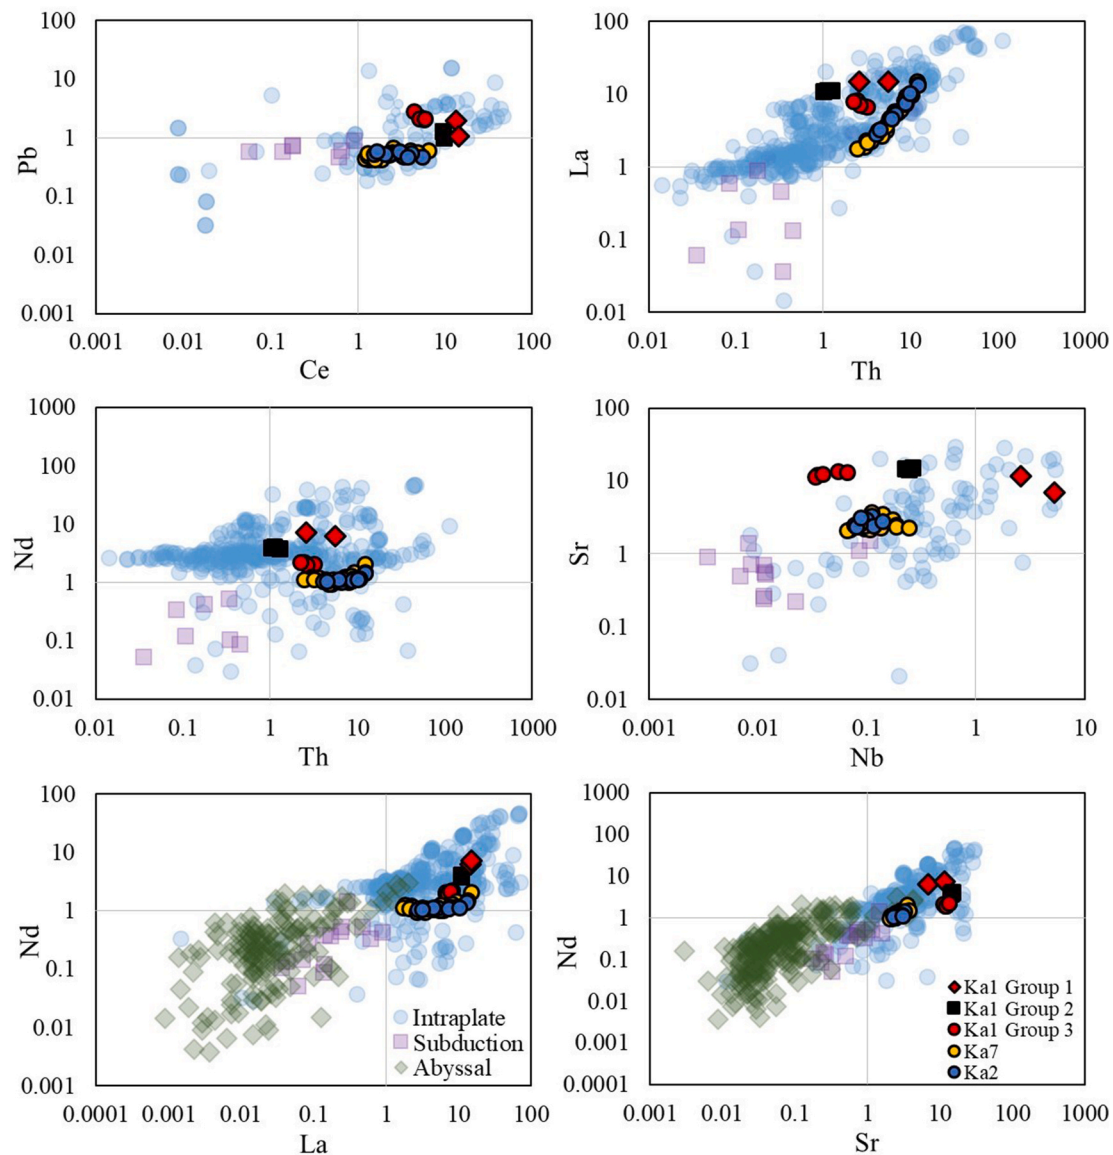 100
10
1
0.1
0.01
0.001
Pb
0.001 0.01 0.1 1 10 100
Ce
100
10
1
0.1
0.01
La
0.01 0.1 1 10 100 1000
Th
1000
100
10
1
0.1
0.01
Nd
0.01 0.1 1 10 100 1000
Th
100
10
1
0.1
0.01
Sr
0.001 0.01 0.1 1 10
Nb
100
10
1
0.1
0.01
0.001
Nd
Intraplate
Subduction
Abyssal
0.0001 0.001 0.01 0.1 1 10 100
La
1000
100
10
1
0.1
0.01
0.001
0.0001
Nd
Ka1 Group 1
Ka1 Group 2
Ka1 Group 3
Ka7
Ka2
0.001 0.01 0.1 1 10 100 1000
Sr